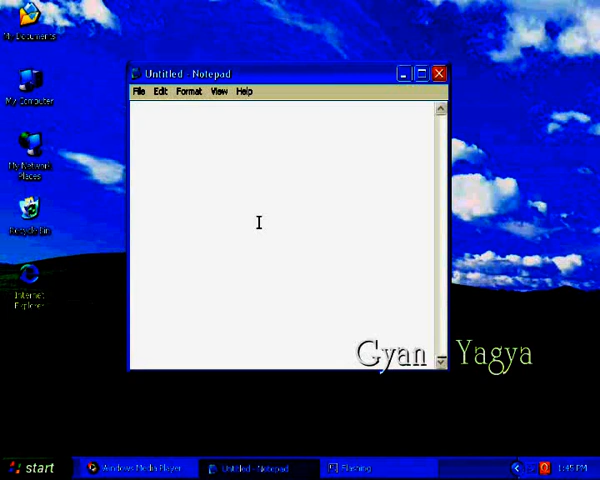 My Documents
My Computer
My Network
Places
Recycle Bin
Internet
Explorer
Untitled - Notepad
File Edit Format View Help
Gyan - Yagya
start
Windows Media Player
Untitled - Notepad
Flashing
1:45 PM